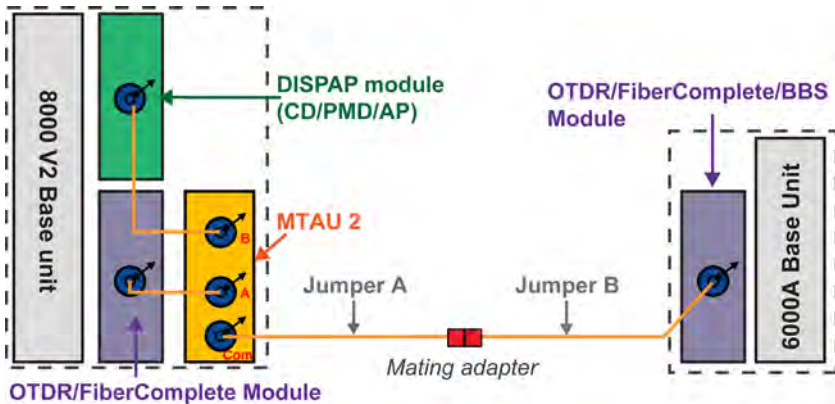 8000 V2 Base unit
DISPAP module
(CD/PMD/AP)
OTDR/FiberComplete/BBS
Module
MTAU 2
B
A
Com
Jumper A
Jumper B
Mating adapter
6000A Base Unit
OTDR/FiberComplete Module